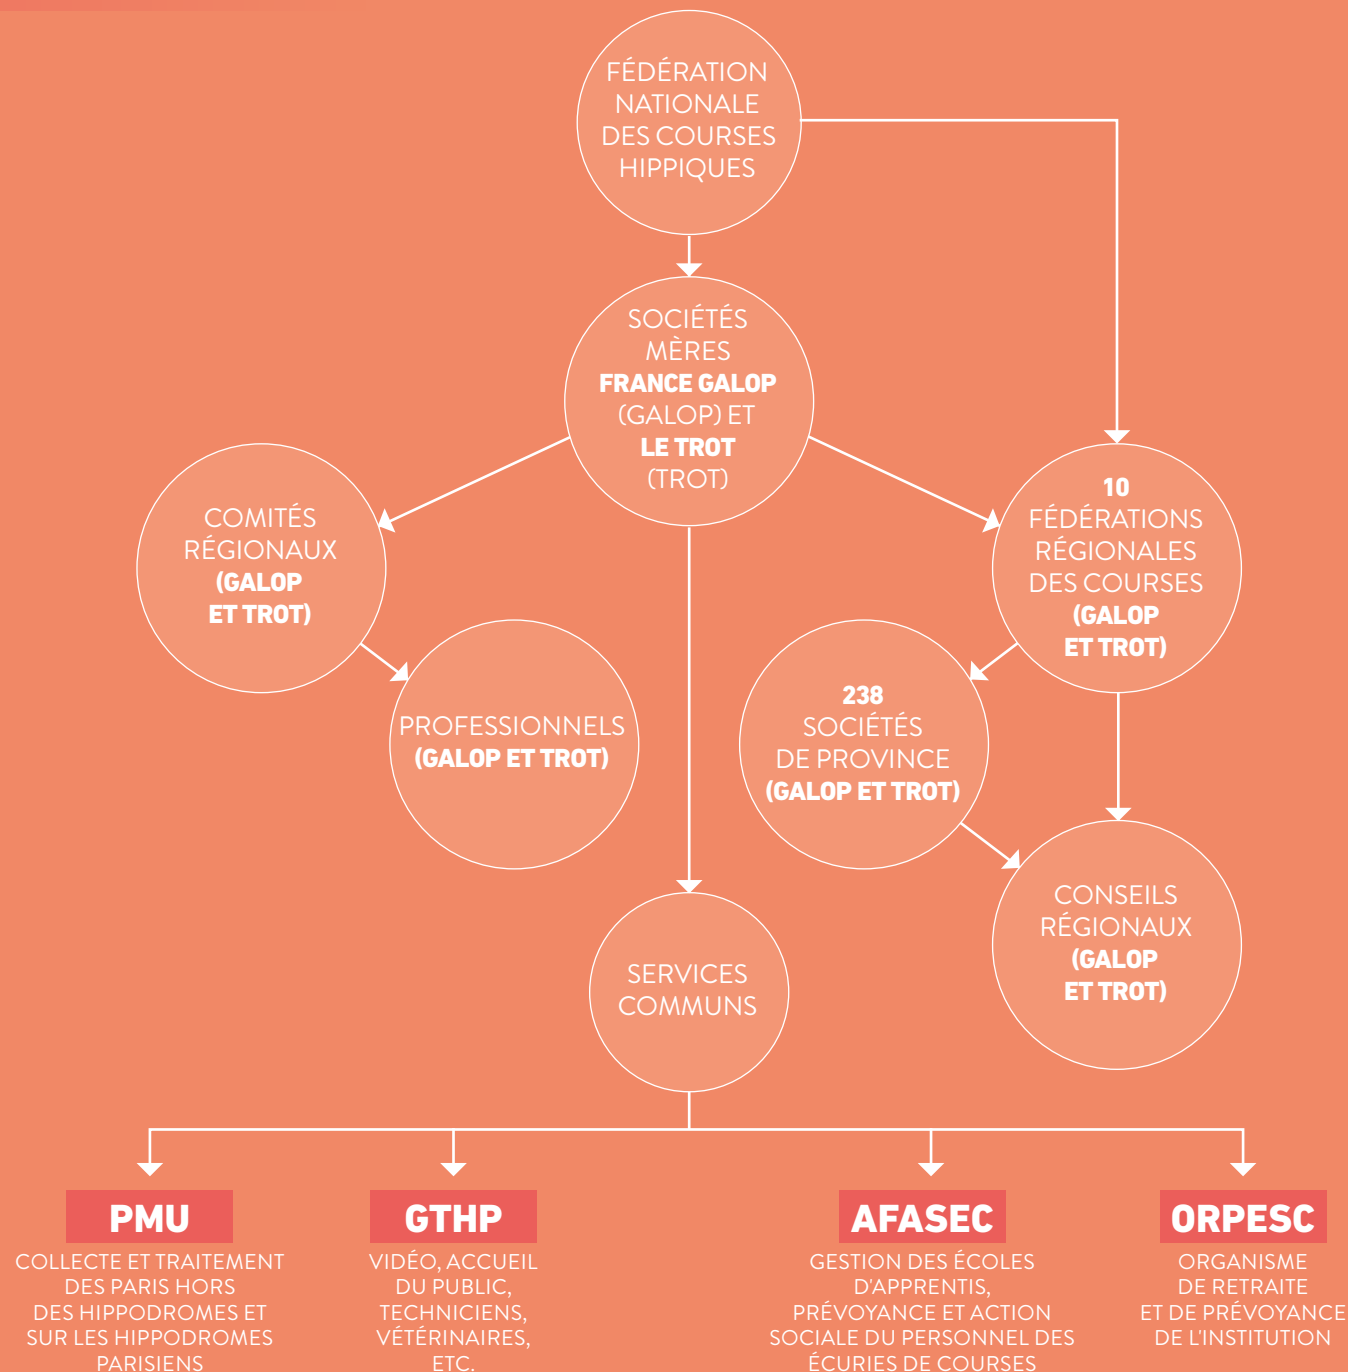 FÉDÉRATION
NATIONALE
DES COURSES
HIPPIQUES
SOCIÉTÉS
MÈRES
FRANCE GALOP
(GALOP) ET
LE TROT
(TROT)
COMITÉS
RÉGIONAUX
(GALOP
ET TROT)
10
FÉDÉRATIONS
RÉGIONALES
DES COURSES
(GALOP
ET TROT)
PROFESSIONNELS
(GALOP ET TROT)
238
SOCIÉTÉS
DE PROVINCE
(GALOP ET TROT)
CONSEILS
RÉGIONAUX
(GALOP
ET TROT)
SERVICES
COMMUNS
PMU
COLLECTE ET TRAITEMENT
DES PARIS HORS
DES HIPPODROMES ET
SUR LES HIPPODROMES
PARISIENS
GTHP
VIDÉO, ACCUEIL
DU PUBLIC,
TECHNICIENS,
VÉTÉRINAIRES,
ETC.
AFASEC
GESTION DES ÉCOLES
D'APPRENTIS,
PRÉVOYANCE ET ACTION
SOCIALE DU PERSONNEL DES
ÉCURIES DE COURSES
ORPESC
ORGANISME
DE RETRAITE
ET DE PRÉVOYANCE
DE L'INSTITUTION